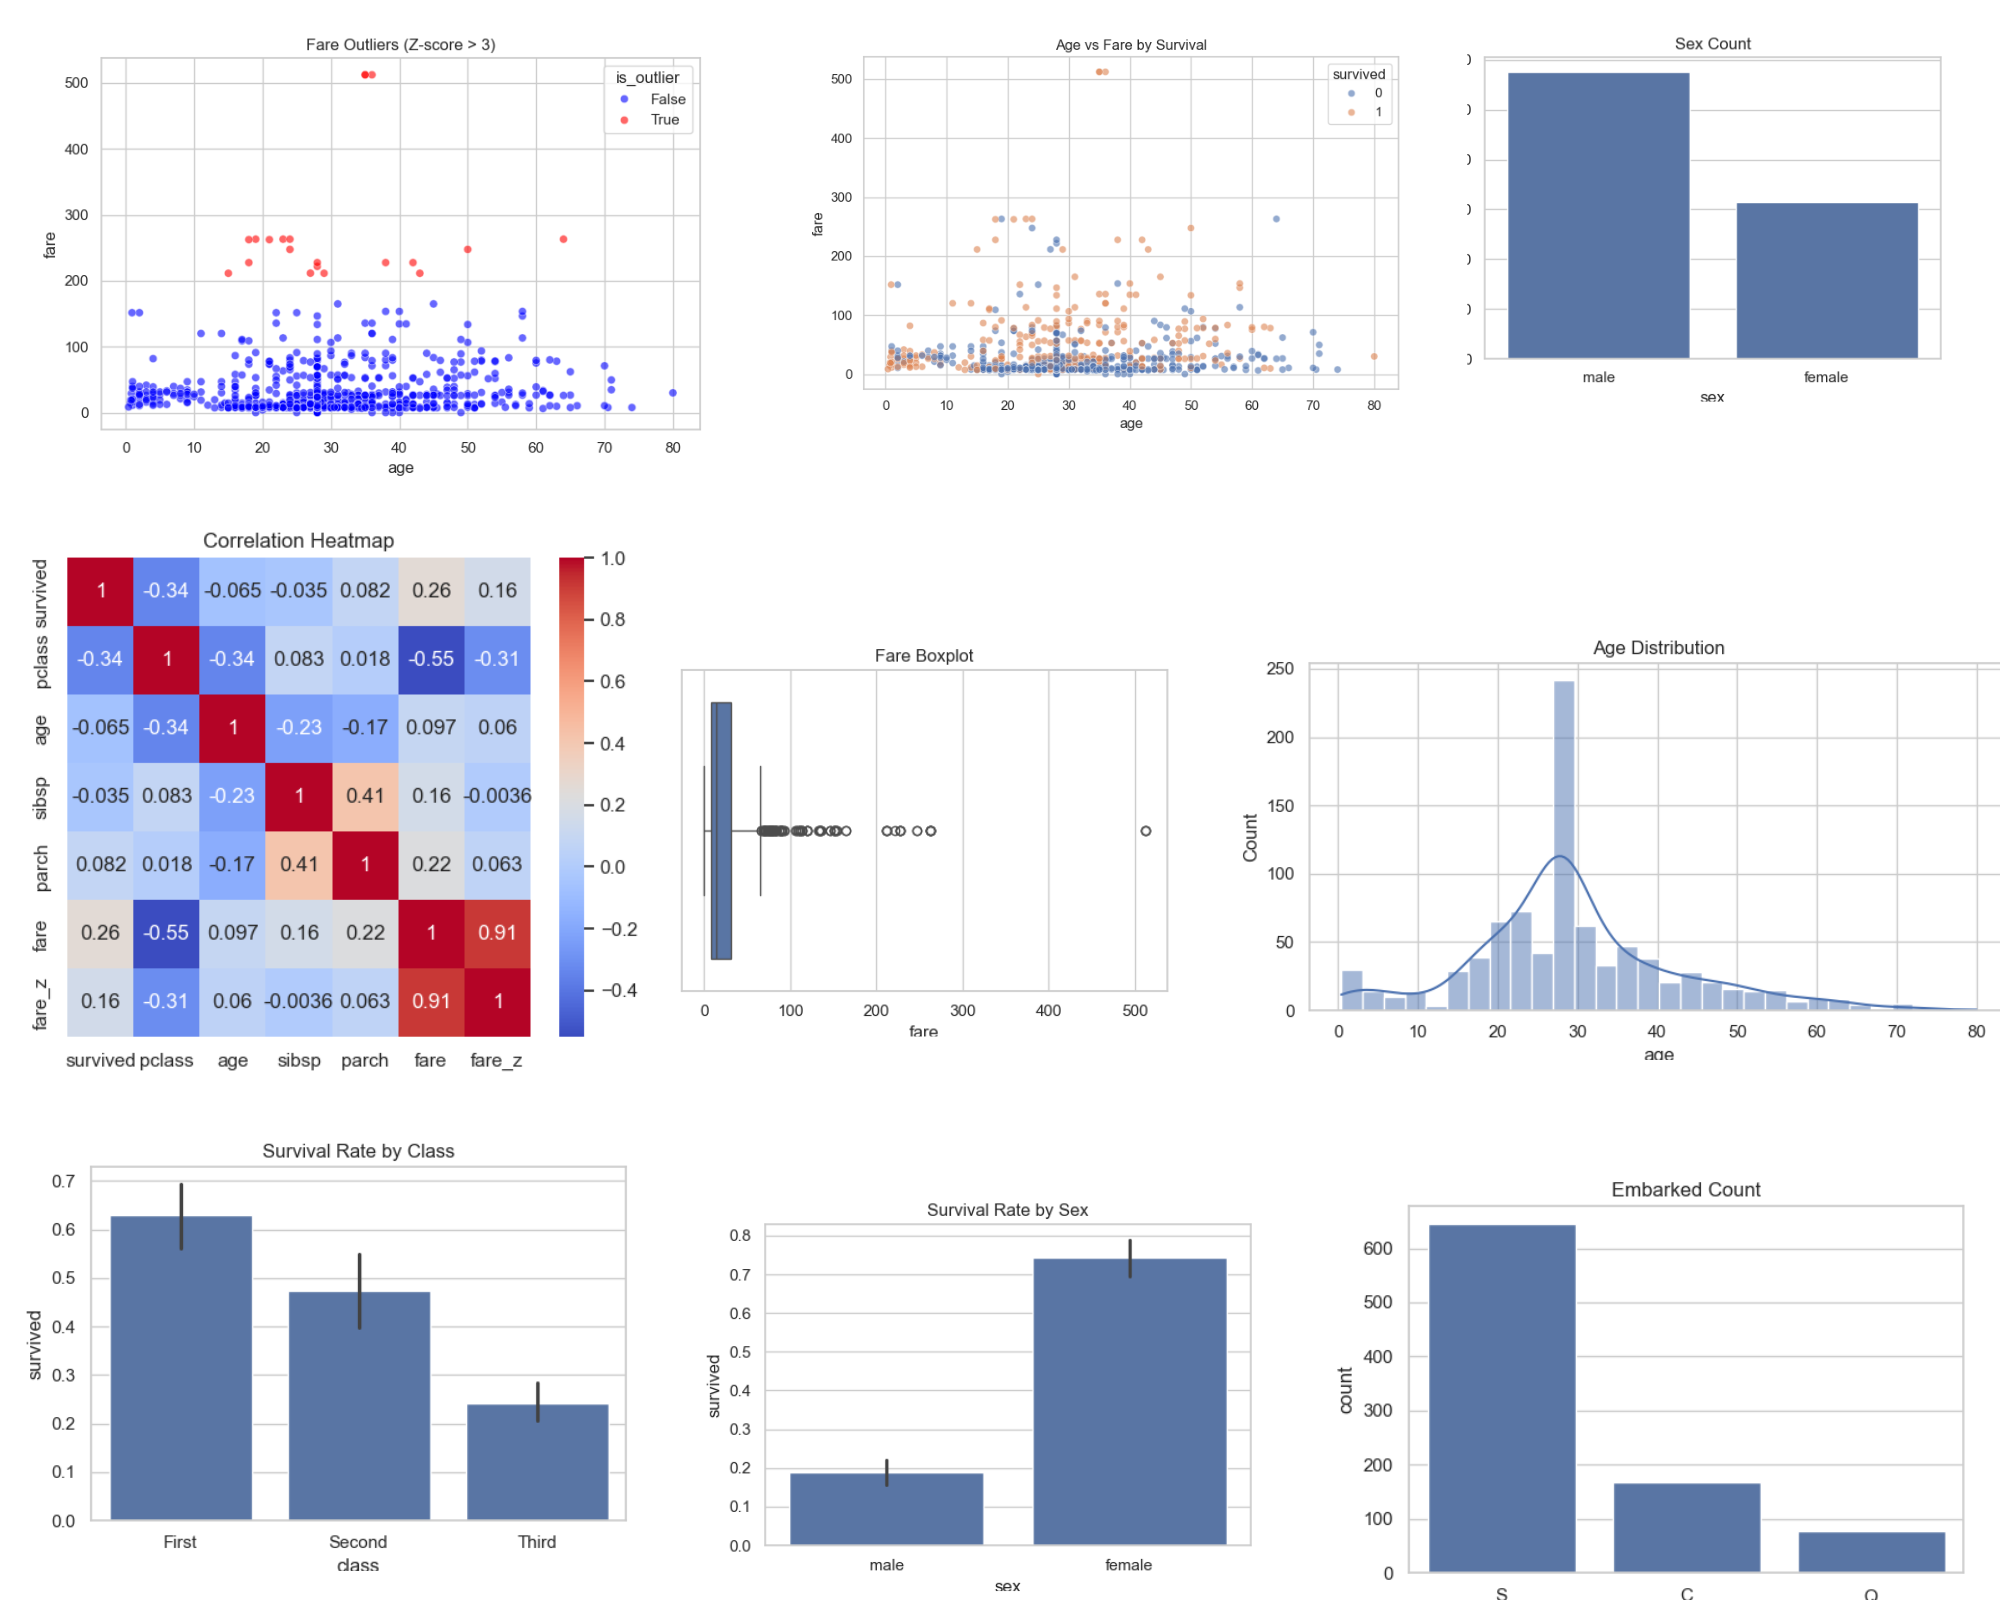 Fare Outliers (Z-score > 3)
is_outlier
False
True
500
400
300
200
100
0
fare
0 10 20 30 40 50 60 70 80
age
Age vs Fare by Survival
survived
0
1
500
400
300
200
100
0
fare
0 10 20 30 40 50 60 70 80
age
Sex Count
male female
sex
Correlation Heatmap
survived 1 -0.34 -0.065 -0.035 0.082 0.26 0.16
pclass -0.34 1 -0.34 0.083 0.018 -0.55 -0.31
age -0.065 -0.34 1 -0.23 -0.17 0.097 0.06
sibsp -0.035 0.083 -0.23 1 0.41 0.16 -0.0036
parch 0.082 0.018 -0.17 0.41 1 0.22 0.063
fare 0.26 -0.55 0.097 0.16 0.22 1 0.91
fare_z 0.16 -0.31 0.06 -0.0036 0.063 0.91 1
survived pclass age sibsp parch fare fare_z
1.0
0.8
0.6
0.4
0.2
0.0
−0.2
−0.4
Fare Boxplot
0 100 200 300 400 500
fare
Age Distribution
250
200
150
100
50
0
Count
0 10 20 30 40 50 60 70 80
age
Survival Rate by Class
0.7
0.6
0.5
0.4
0.3
0.2
0.1
0.0
survived
First Second Third
class
Survival Rate by Sex
0.8
0.7
0.6
0.5
0.4
0.3
0.2
0.1
0.0
survived
male female
sex
Embarked Count
600
500
400
300
200
100
0
count
S C Q